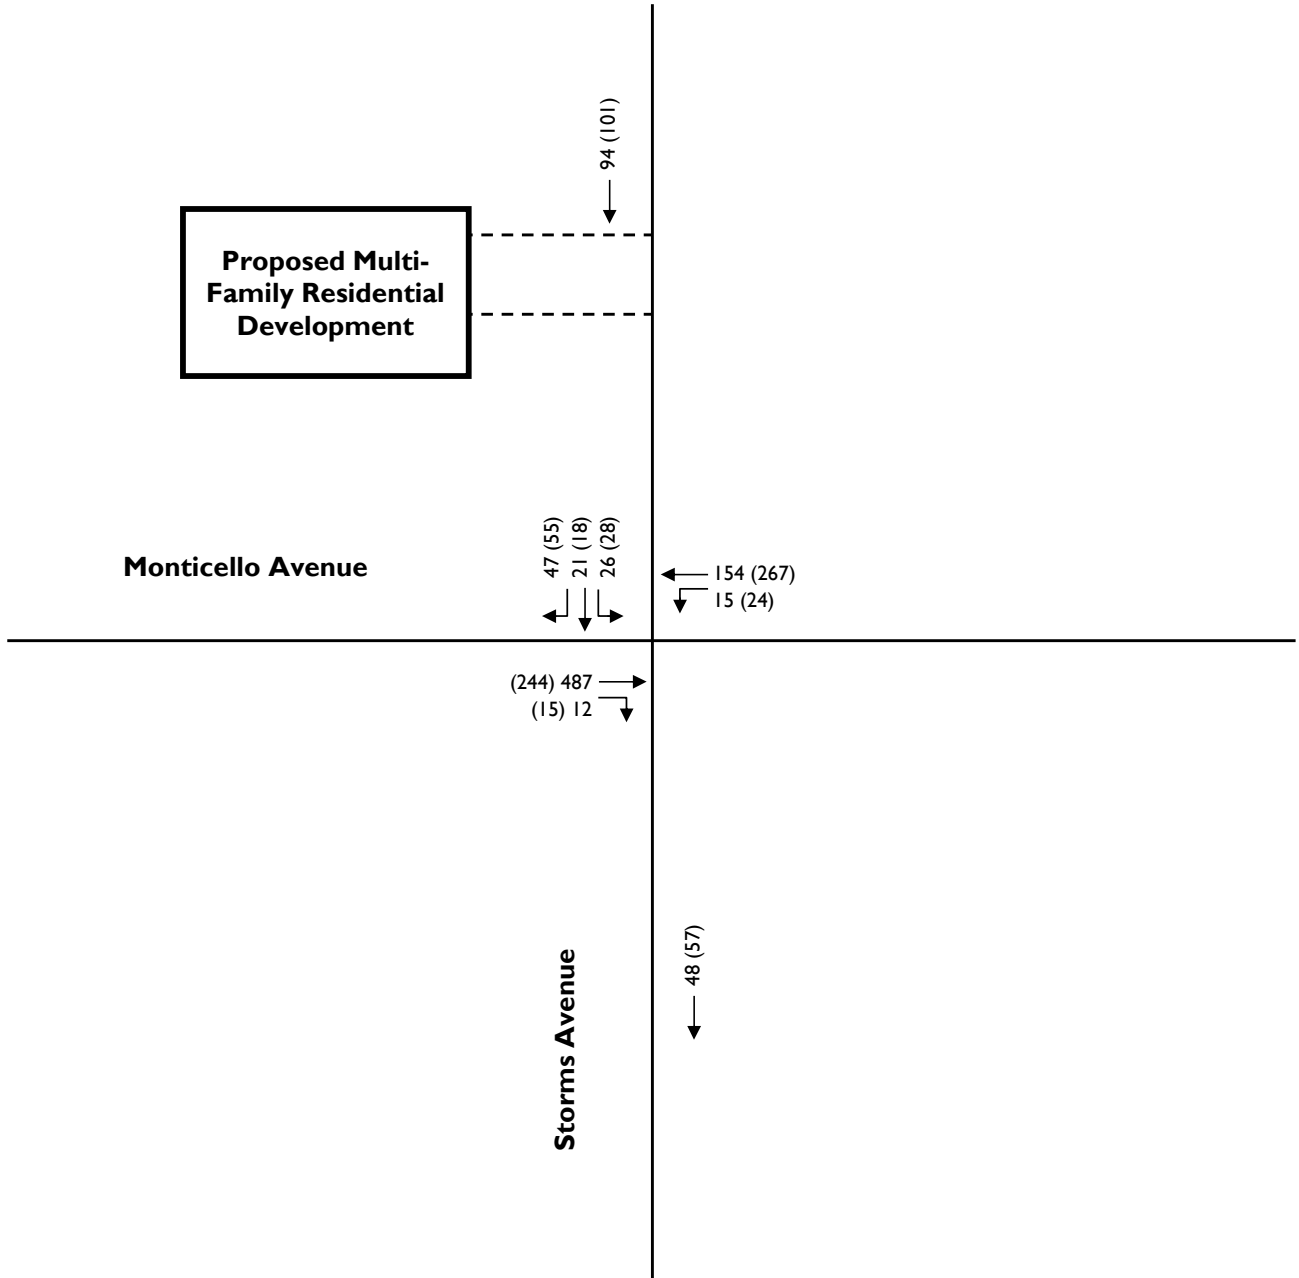 94 (101)
Proposed Multi-
Family Residential
Development
47 (55)
21 (18)
26 (28)
Monticello Avenue
154 (267)
15 (24)
(244) 487
(15) 12
48 (57)
Storms Avenue